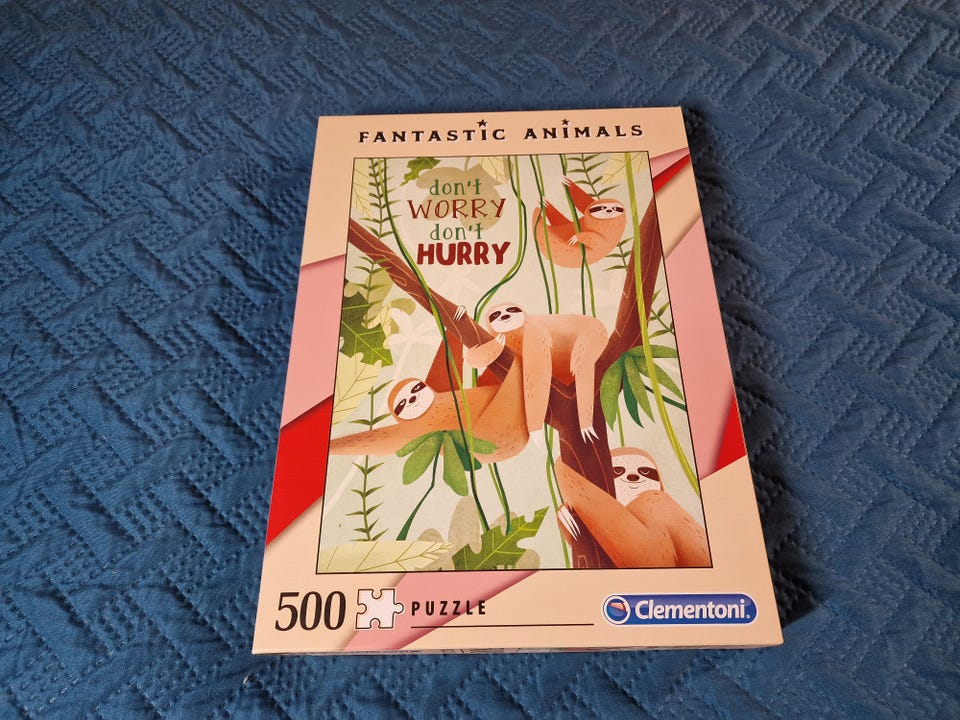 FANTASTIC ANIMALS
don't
WORRY
don't
HURRY
500 PUZZLE
Clementoni.